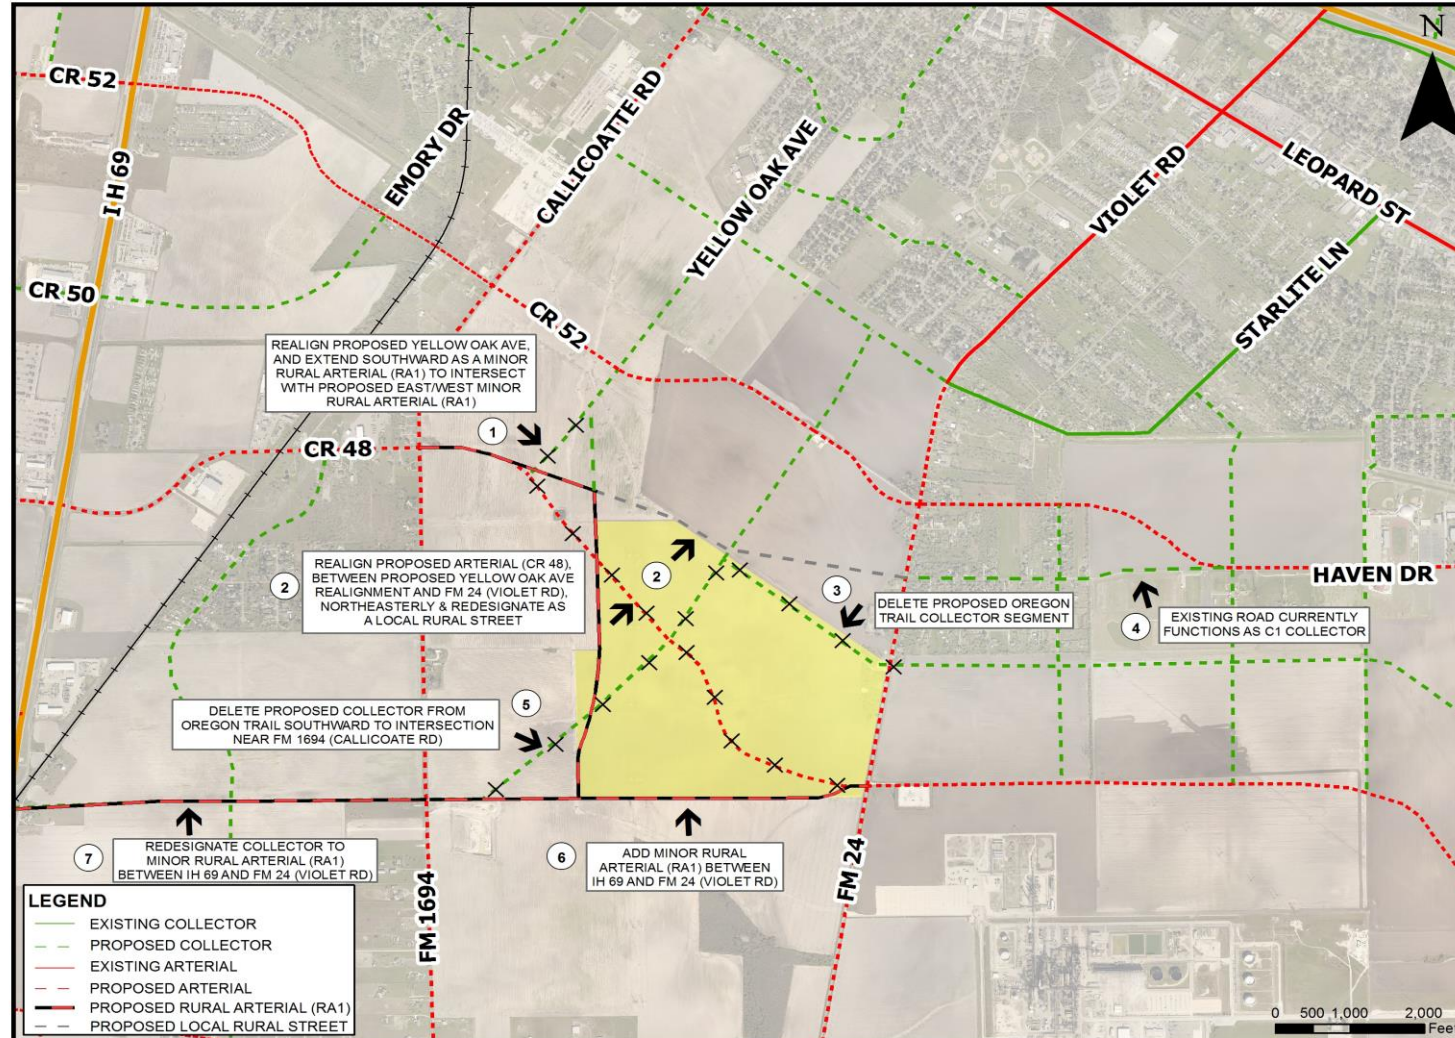 N
CR 52
I H 69
EMORY DR
CALLICOATTE RD
YELLOW OAK AVE
VIOLET RD
LEOPARD ST
STARLITE LN
CR 50
CR 52
REALIGN PROPOSED YELLOW OAK AVE,
AND EXTEND SOUTHWARD AS A MINOR
RURAL ARTERIAL (RA1) TO INTERSECT
WITH PROPOSED EAST/WEST MINOR
RURAL ARTERIAL (RA1)
1
CR 48
2
REALIGN PROPOSED ARTERIAL (CR 48),
BETWEEN PROPOSED YELLOW OAK AVE
REALIGNMENT AND FM 24 (VIOLET RD),
NORTHEASTERLY & REDESIGNATE AS
A LOCAL RURAL STREET
2
3
DELETE PROPOSED OREGON
TRAIL COLLECTOR SEGMENT
HAVEN DR
4
EXISTING ROAD CURRENTLY
FUNCTIONS AS C1 COLLECTOR
5
DELETE PROPOSED COLLECTOR FROM
OREGON TRAIL SOUTHWARD TO INTERSECTION
NEAR FM 1694 (CALLICOATE RD)
7
REDESIGNATE COLLECTOR TO
MINOR RURAL ARTERIAL (RA1)
BETWEEN IH 69 AND FM 24 (VIOLET RD)
6
ADD MINOR RURAL
ARTERIAL (RA1) BETWEEN
IH 69 AND FM 24 (VIOLET RD)
FM 24
FM 1694
LEGEND
EXISTING COLLECTOR
PROPOSED COLLECTOR
EXISTING ARTERIAL
PROPOSED ARTERIAL
PROPOSED RURAL ARTERIAL (RA1)
PROPOSED LOCAL RURAL STREET
0 500 1,000 2,000
Feet